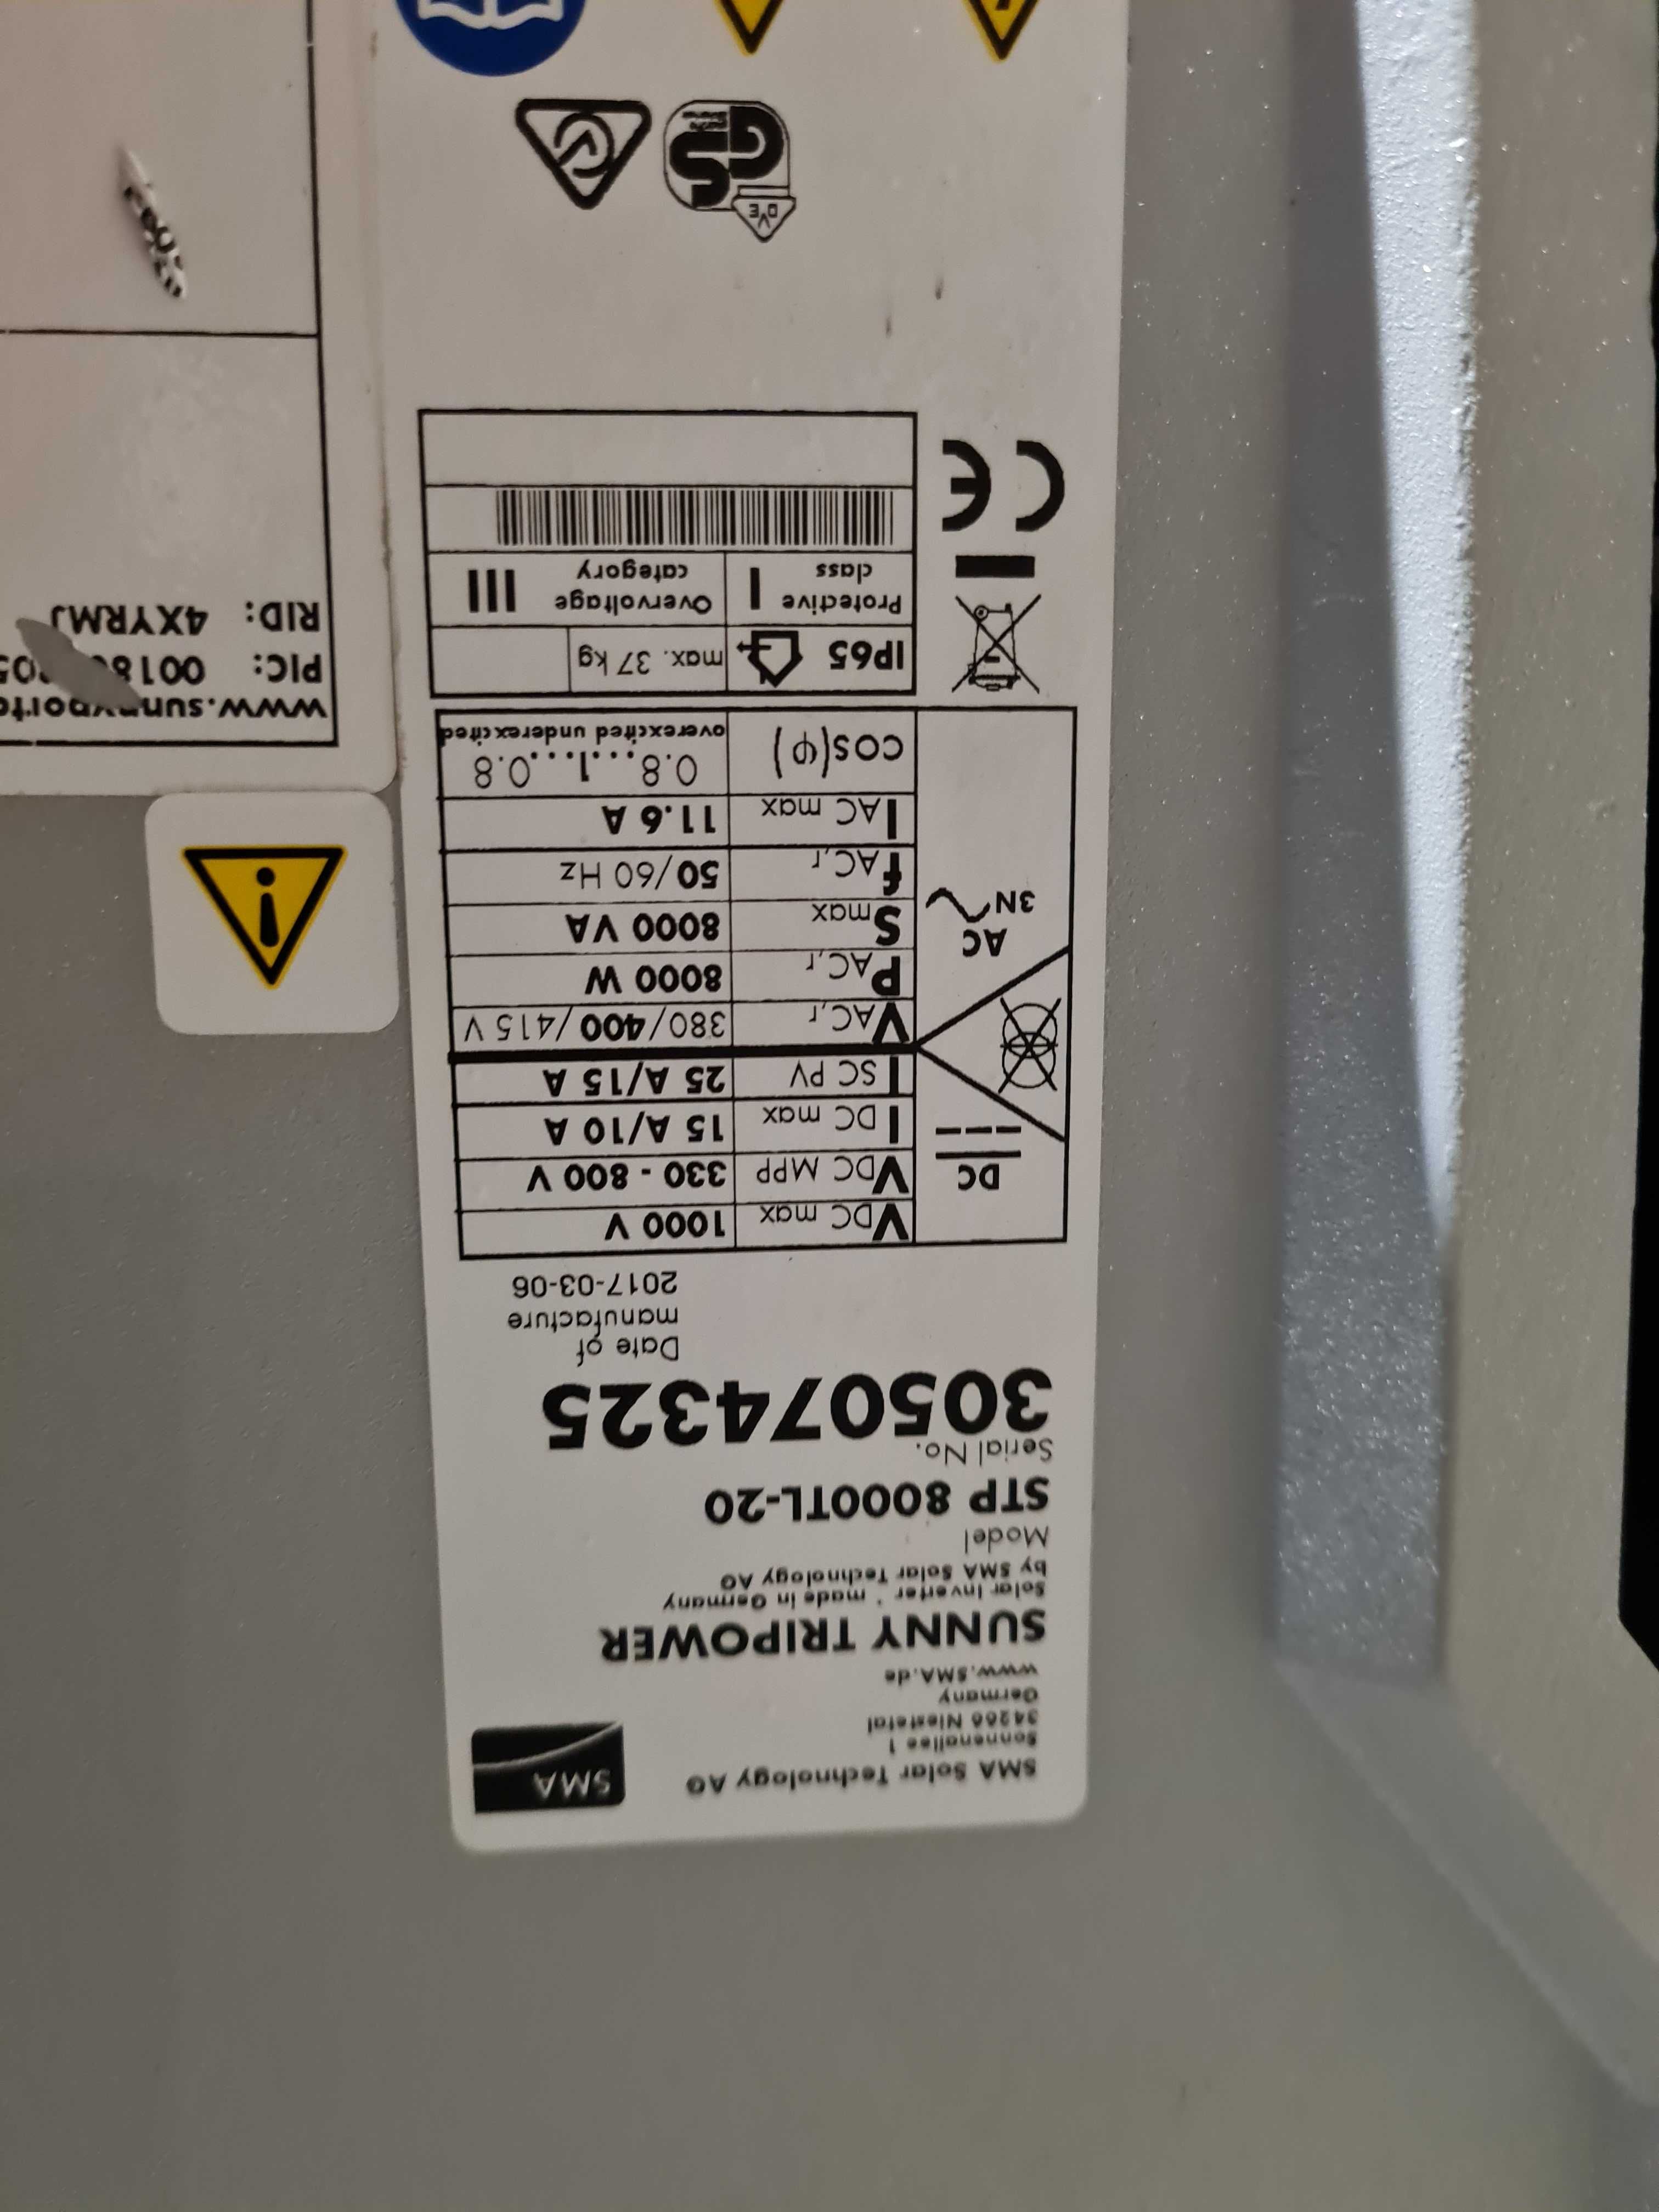 SMA Solar Technology AG
Sonnenallee 1
34266 Niestetal
Germany
www.SMA.de
SMA
SUNNY TRIPOWER
Solar Inverter * made in Germany
by SMA Solar Technology AG
Model
STP 8000TL-20
Serial No.
305074325
Date of
manufacture
2017-03-06
DC
VDC max 1000 V
VDC MPP 330 - 800 V
IDC max 15 A/10 A
ISC PV 25 A/15 A
AC
3N
VAC,r 380/400/415 V
PAC,r 8000 W
Smax 8000 VA
fAC,r 50/60 Hz
IAC max 11.6 A
cos(φ) 0.8...1...0.8
overexcited underexcited
IP65 max. 37 kg
Protective class I Overvoltage category III
CE
DVE
GS
PIC:
RID: 4XYRMJ